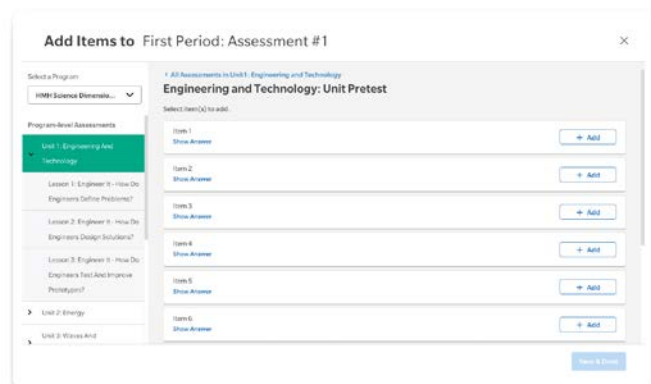 Add Items to First Period: Assessment #1
Select a Program
HMH Science Dimensio...
Program-level Assessments
Unit 1: Engineering And
Technology
Lesson 1: Engineer It - How Do
Engineers Define Problems?
Lesson 2: Engineer It - How Do
Engineers Design Solutions?
Lesson 3: Engineer It - How Do
Engineers Test And Improve
Prototypes?
Unit 2: Energy
Unit 3: Waves And
< All Assessments in Unit 1: Engineering and Technology
Engineering and Technology: Unit Pretest
Select item(s) to add.
Item 1
Show Answer
+ Add
Item 2
Show Answer
+ Add
Item 3
Show Answer
+ Add
Item 4
Show Answer
+ Add
Item 5
Show Answer
+ Add
Item 6
Show Answer
+ Add
Save & Done